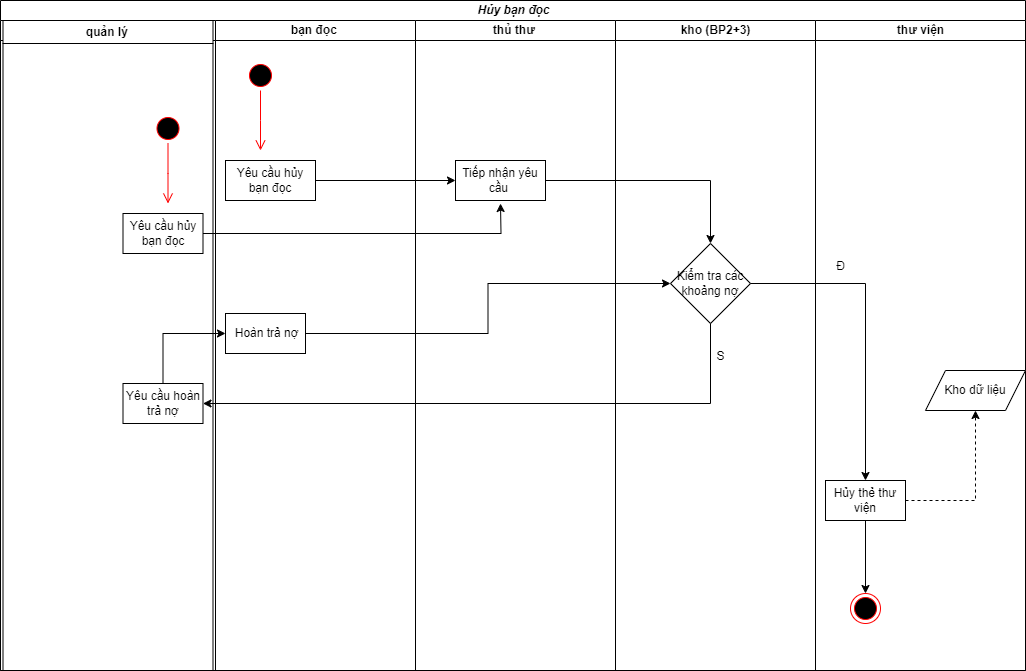 Hủy bạn đọc
quản lý
bạn đọc
thủ thư
kho (BP2+3)
thư viện
Yêu cầu hủy
bạn đọc
Tiếp nhận yêu
cầu
Yêu cầu hủy
bạn đọc
Kiểm tra các
khoảng nợ
Đ
Hoàn trả nợ
S
Yêu cầu hoàn
trả nợ
Kho dữ liệu
Hủy thẻ thư
viện